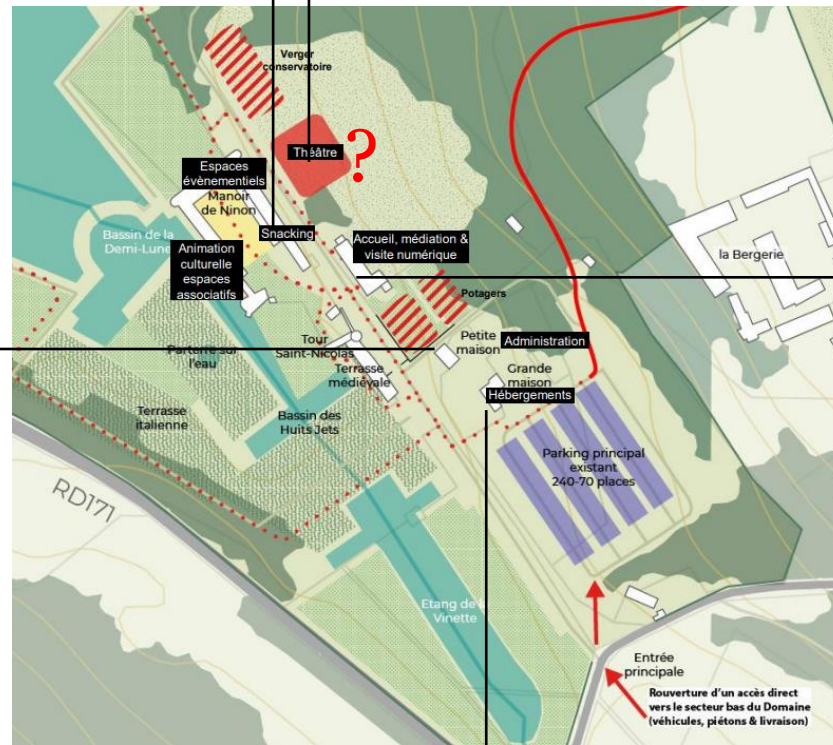 Verger
conservatoire
Théâtre
?
Espaces
évènementiels
Manoir
de Ninon
Snacking
Accueil, médiation &
visite numérique
Bassin de la
Demi-Lune
Animation
culturelle
espaces
associatifs
la Bergerie
Potagers
Petite
maison
Administration
Tour
Saint-Nicolas
Parterre sur
l'eau
Terrasse
médiévale
Grande
maison
Hébergements
Terrasse
italienne
Bassin des
Huits Jets
Parking principal
existant
240-70 places
RD171
Etang de la
Vinette
Entrée
principale
Rouverture d'un accès direct
vers le secteur bas du Domaine
(véhicules, piétons & livraison)